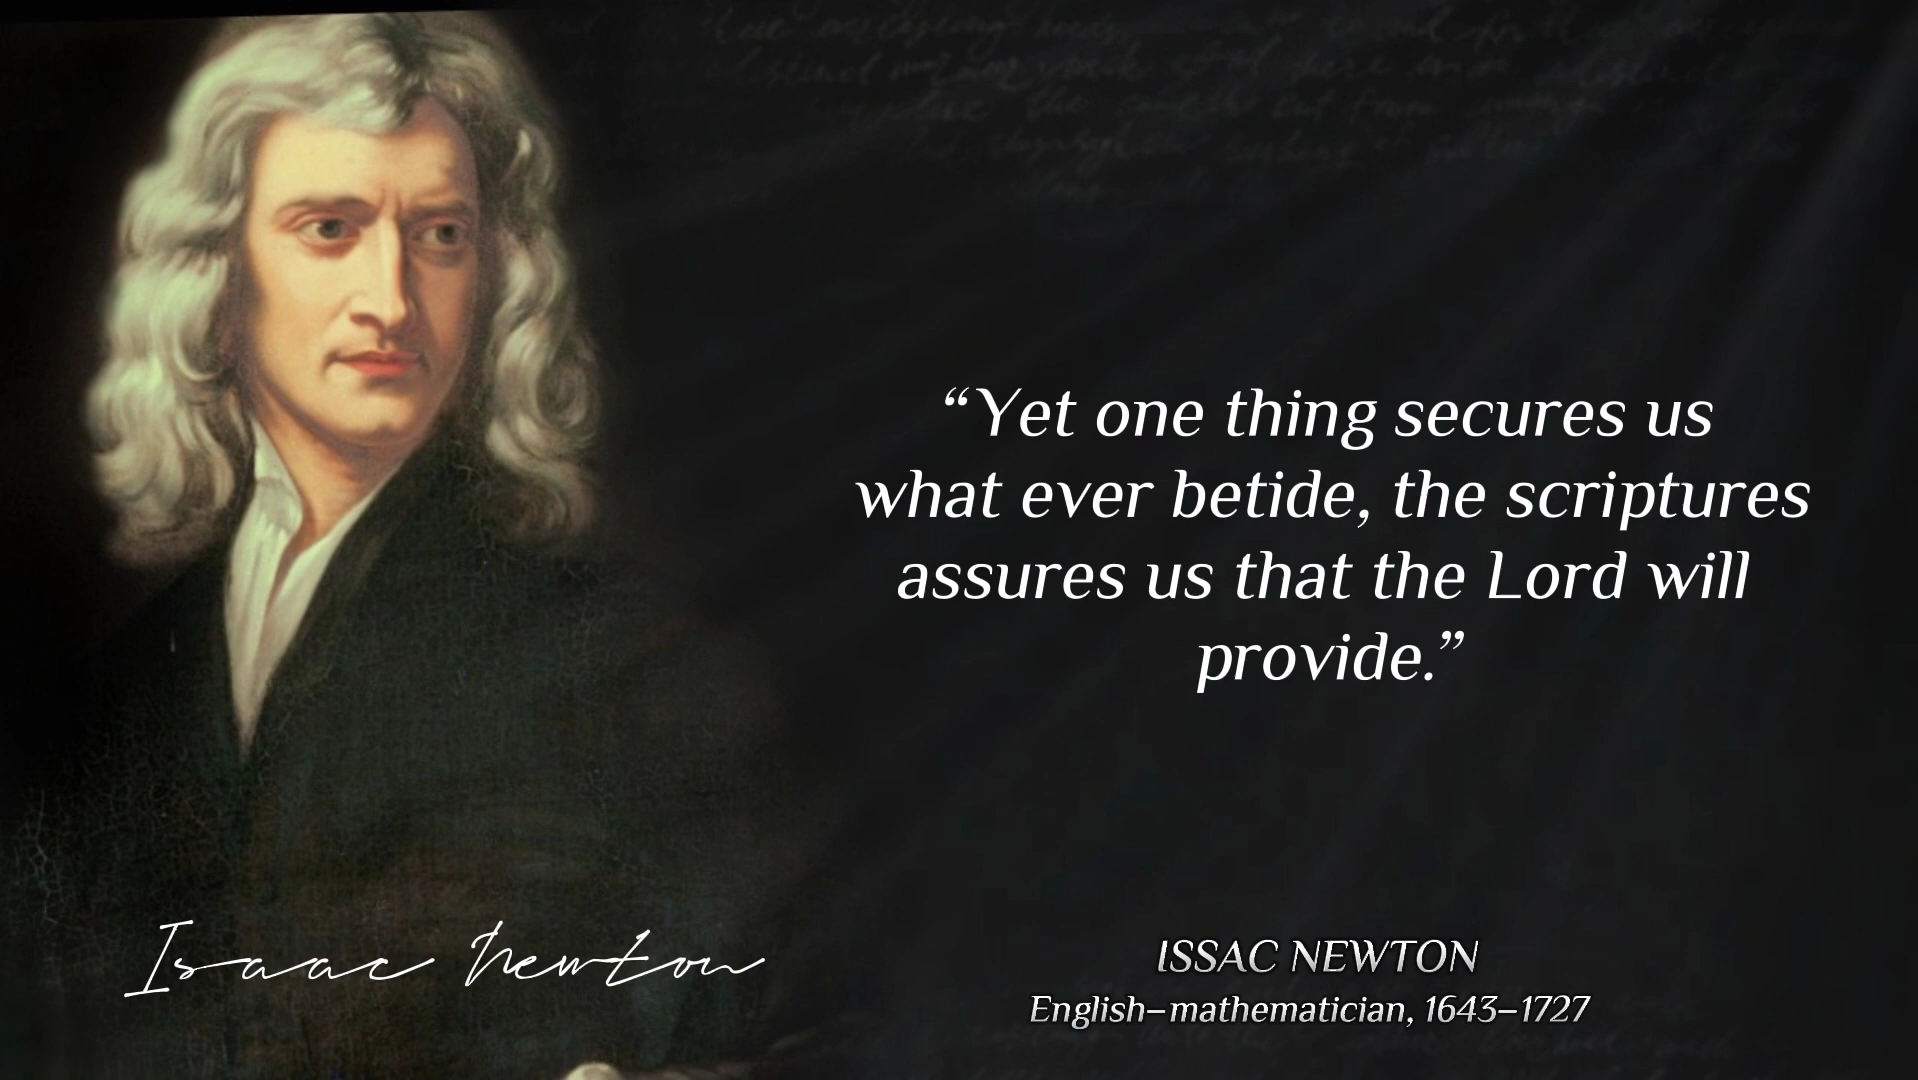 “Yet one thing secures us
what ever betide, the scriptures
assures us that the Lord will
provide.”
Isaac Newton
ISSAC NEWTON
English–mathematician, 1643–1727